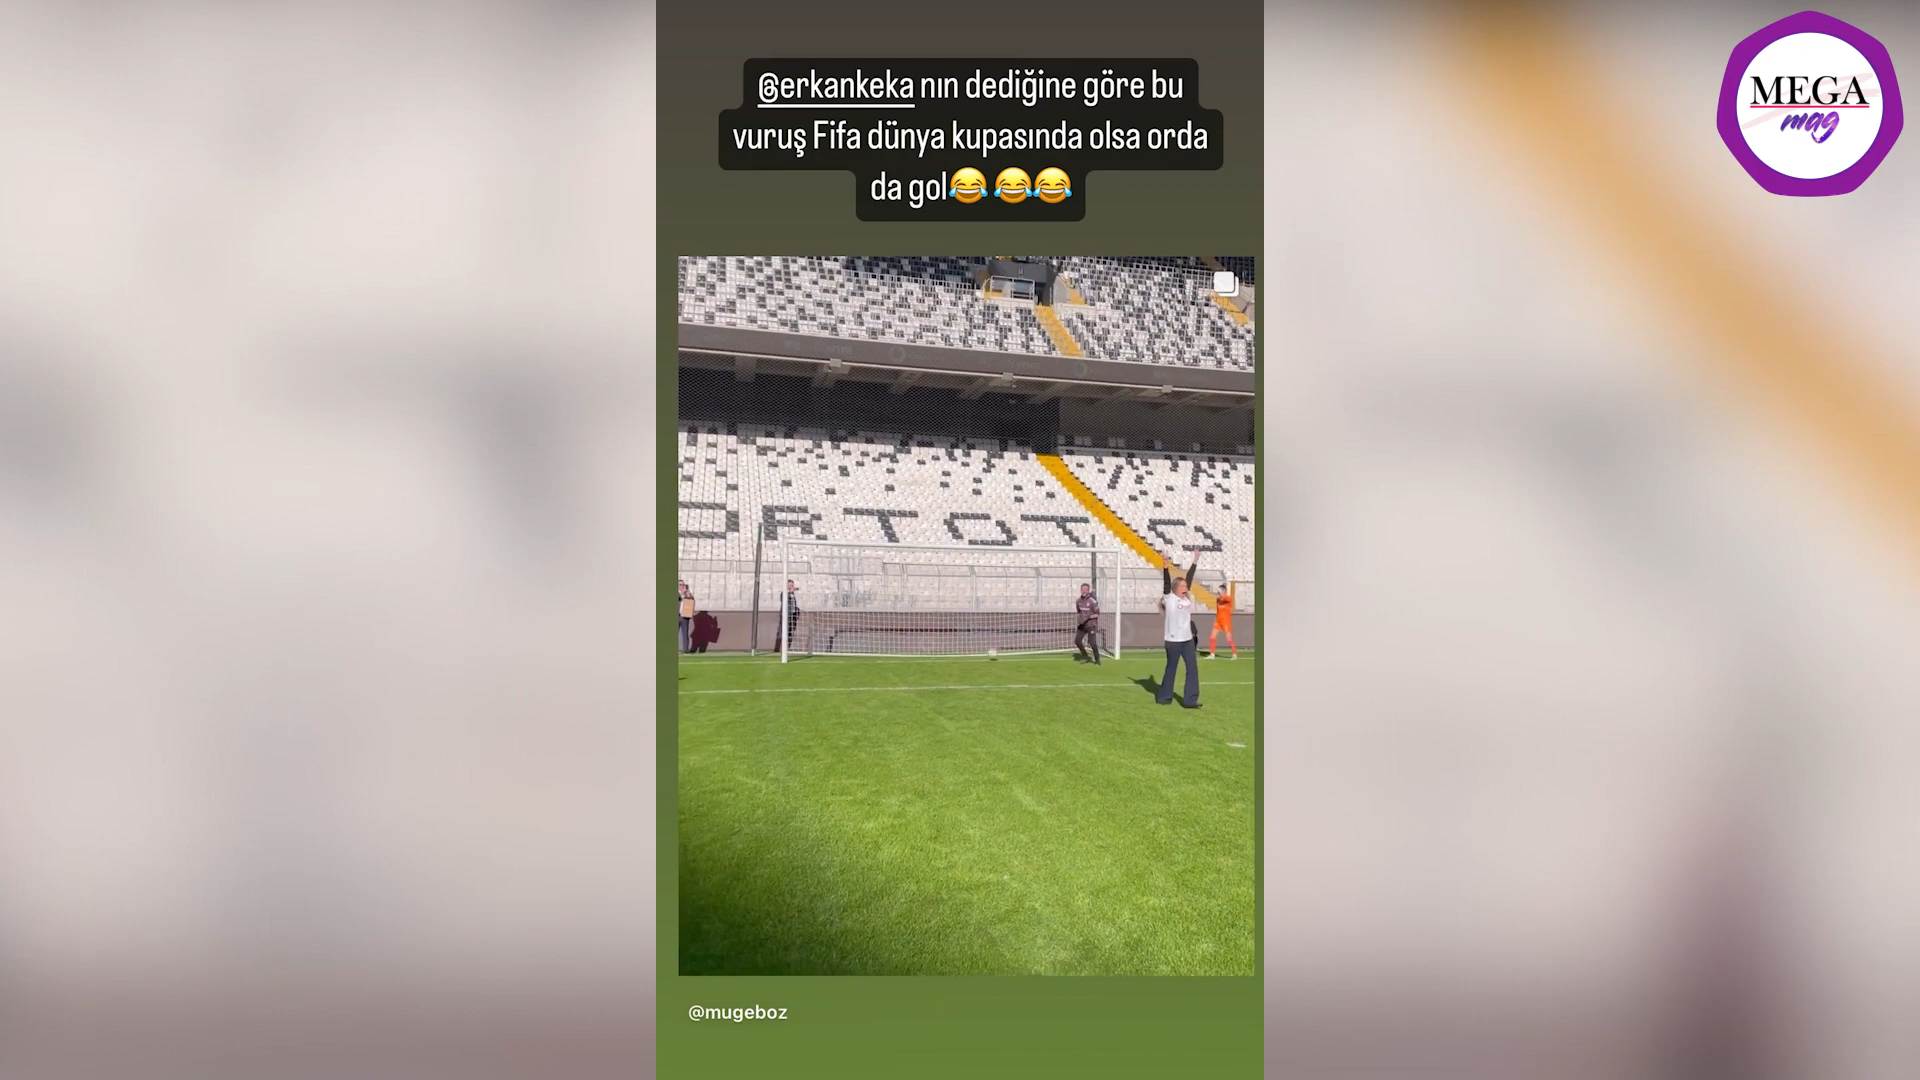 @erkankeka nın dediğine göre bu
vuruş Fifa dünya kupasında olsa orda
da gol😂 😂😂
MEGA
mag
@mugeboz